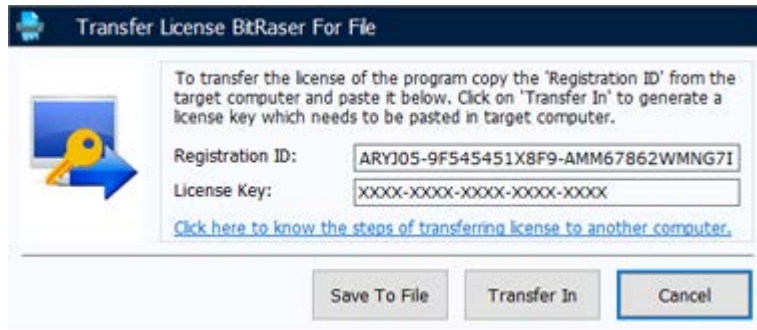 Transfer License BitRaser For File
To transfer the license of the program copy the 'Registration ID' from the
target computer and paste it below. Click on 'Transfer In' to generate a
license key which needs to be pasted in target computer.
Registration ID: ARYJ05-9F545451X8F9-AMM67862WMNG7I
License Key: XXXX-XXXX-XXXX-XXXX-XXXX
Click here to know the steps of transferring license to another computer.
Save To File Transfer In Cancel